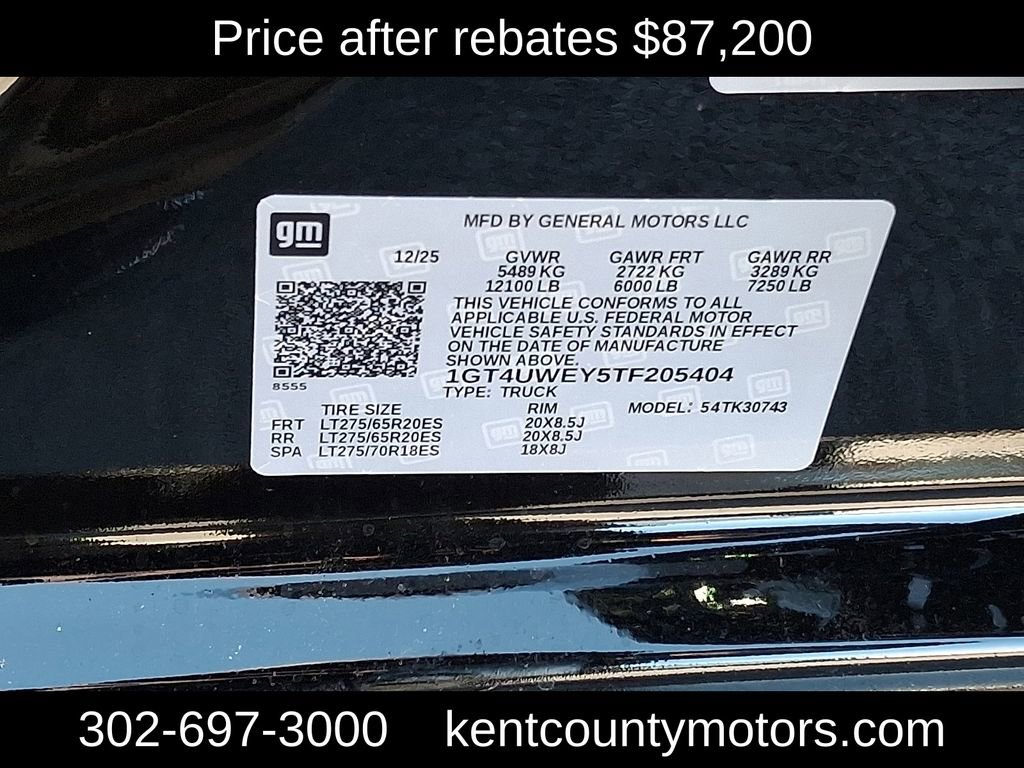 Price after rebates $87,200
gm
MFD BY GENERAL MOTORS LLC
12/25 GVWR GAWR FRT GAWR RR
5489 KG 2722 KG 3289 KG
12100 LB 6000 LB 7250 LB
THIS VEHICLE CONFORMS TO ALL
APPLICABLE U.S. FEDERAL MOTOR
VEHICLE SAFETY STANDARDS IN EFFECT
ON THE DATE OF MANUFACTURE
SHOWN ABOVE.
8555
1GT4UWEY5TF205404
TYPE: TRUCK
TIRE SIZE RIM MODEL: 54TK30743
FRT LT275/65R20ES 20X8.5J
RR LT275/65R20ES 20X8.5J
SPA LT275/70R18ES 18X8J
302-697-3000 kentcountymotors.com